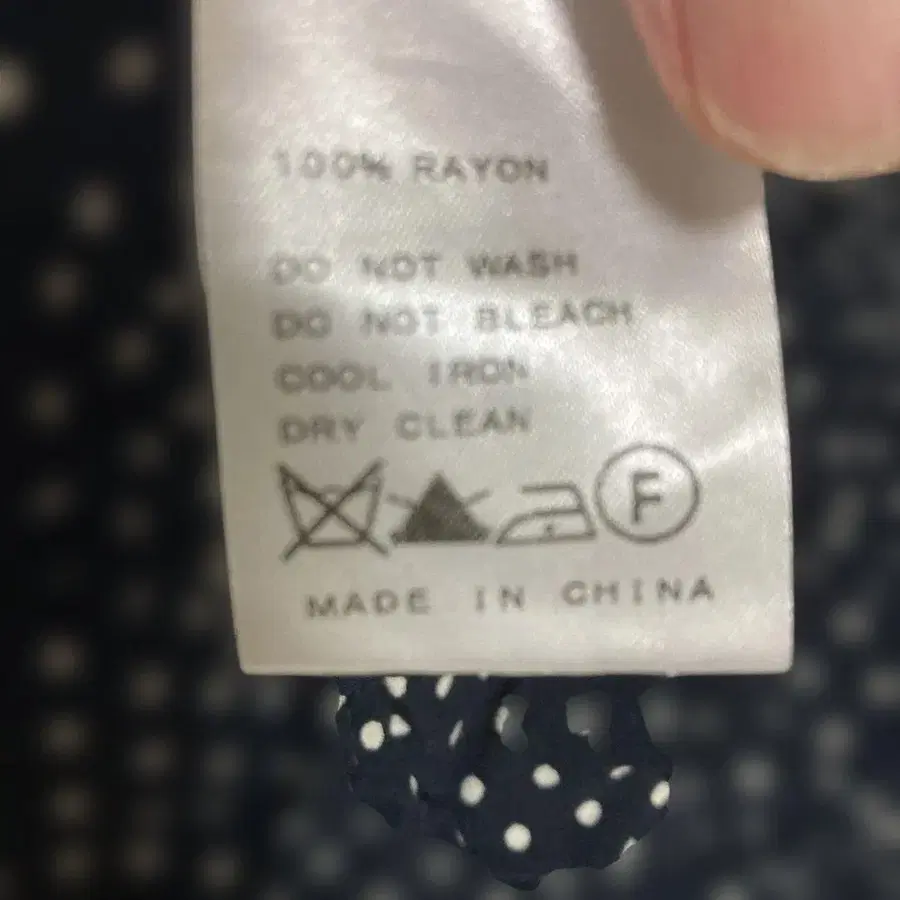 100% RAYON
DO NOT WASH
DO NOT BLEACH
COOL IRON
DRY CLEAN
F
MADE IN CHINA